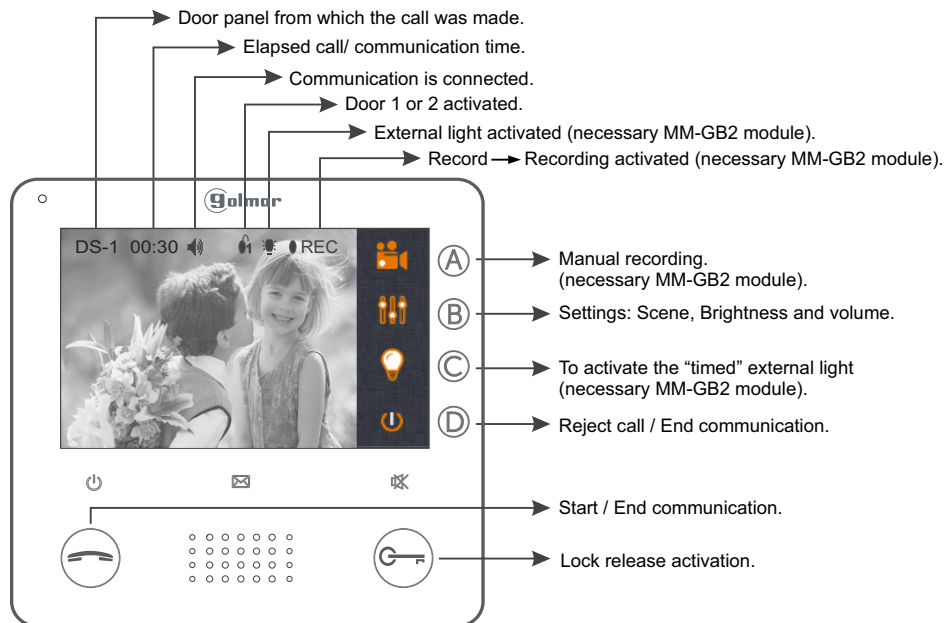 Door panel from which the call was made.
Elapsed call/ communication time.
Communication is connected.
Door 1 or 2 activated.
External light activated (necessary MM-GB2 module).
Record Recording activated (necessary MM-GB2 module).
golmar
DS-1 00:30 1 REC
A
Manual recording.
(necessary MM-GB2 module).
B
Settings: Scene, Brightness and volume.
C
To activate the “timed” external light
(necessary MM-GB2 module).
D
Reject call / End communication.
Start / End communication.
Lock release activation.